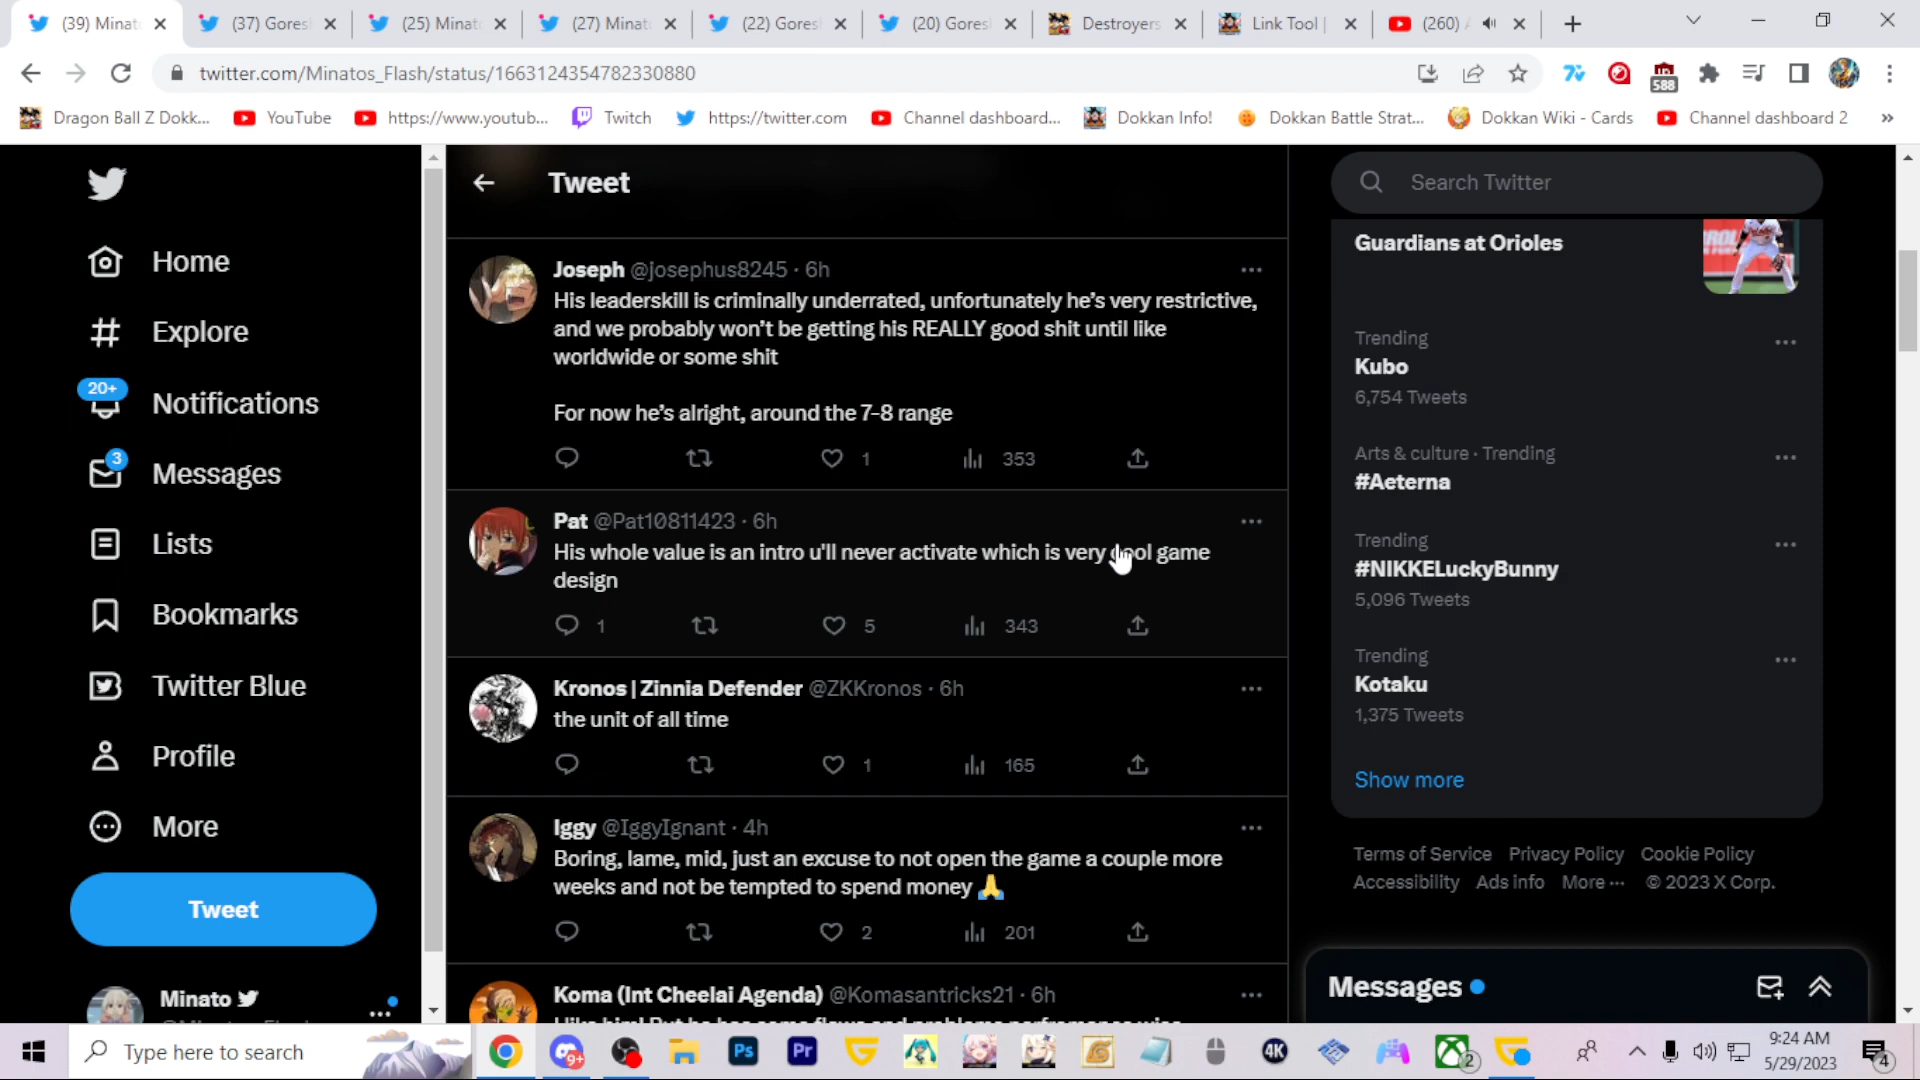 (39) Minat
(37) Gores
(25) Minat
(27) Minat
(22) Gores
(20) Gores
Destroyers
Link Tool |
(260)
twitter.com/Minatos_Flash/status/1663124354782330880
588
Dragon Ball Z Dokk...
YouTube
https://www.youtub...
Twitch
https://twitter.com
Channel dashboard...
Dokkan Info!
Dokkan Battle Strat...
Dokkan Wiki - Cards
Channel dashboard 2
»
Home
Explore
20+
Notifications
3
Messages
Lists
Bookmarks
Twitter Blue
Profile
More
Tweet
Minato
Tweet
Joseph @josephus8245 · 6h
His leaderskill is criminally underrated, unfortunately he's very restrictive,
and we probably won't be getting his REALLY good shit until like
worldwide or some shit
For now he's alright, around the 7-8 range
1 353
Pat @Pat10811423 · 6h
His whole value is an intro u'll never activate which is very cool game
design
1 5 343
Kronos | Zinnia Defender @ZKKronos · 6h
the unit of all time
1 165
Iggy @IggyIgnant · 4h
Boring, lame, mid, just an excuse to not open the game a couple more
weeks and not be tempted to spend money 🙏
2 201
Koma (Int Cheelai Agenda) @Komasantricks21 · 6h
Search Twitter
Guardians at Orioles
Trending
Kubo
6,754 Tweets
Arts & culture · Trending
#Aeterna
Trending
#NIKKELuckyBunny
5,096 Tweets
Trending
Kotaku
1,375 Tweets
Show more
Terms of Service Privacy Policy Cookie Policy
Accessibility Ads info More ··· © 2023 X Corp.
Messages
Type here to search
9+
Ps
Pr
4K
2
9:24 AM
5/29/2023
4